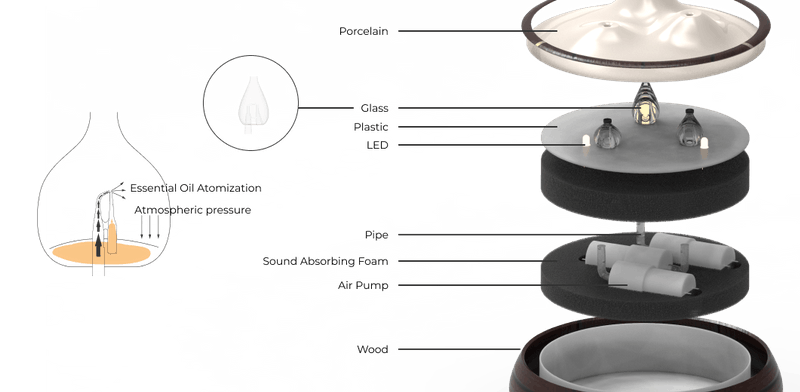 Porcelain
Glass
Plastic
LED
Essential Oil Atomization
Atmospheric pressure
Pipe
Sound Absorbing Foam
Air Pump
Wood